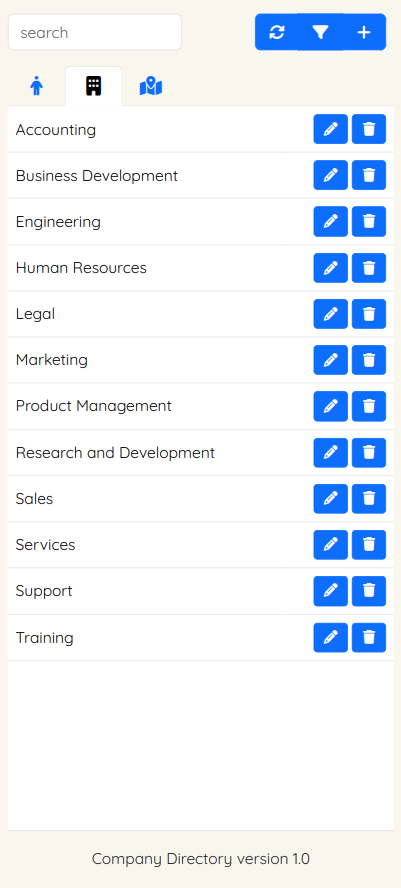 search
Accounting
Business Development
Engineering
Human Resources
Legal
Marketing
Product Management
Research and Development
Sales
Services
Support
Training
Company Directory version 1.0